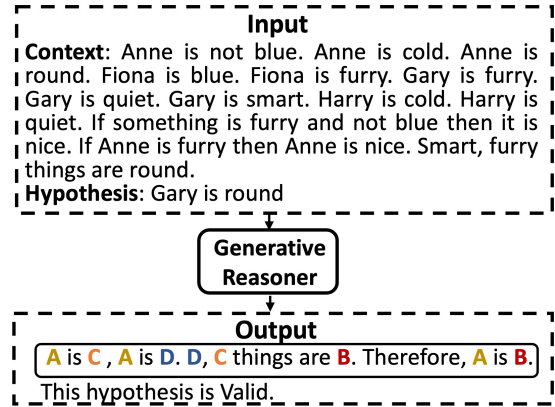 Input
Context: Anne is not blue. Anne is cold. Anne is
round. Fiona is blue. Fiona is furry. Gary is furry.
Gary is quiet. Gary is smart. Harry is cold. Harry is
quiet. If something is furry and not blue then it is
nice. If Anne is furry then Anne is nice. Smart, furry
things are round.
Hypothesis: Gary is round
Generative
Reasoner
Output
A is C , A is D. D, C things are B. Therefore, A is B.
This hypothesis is Valid.